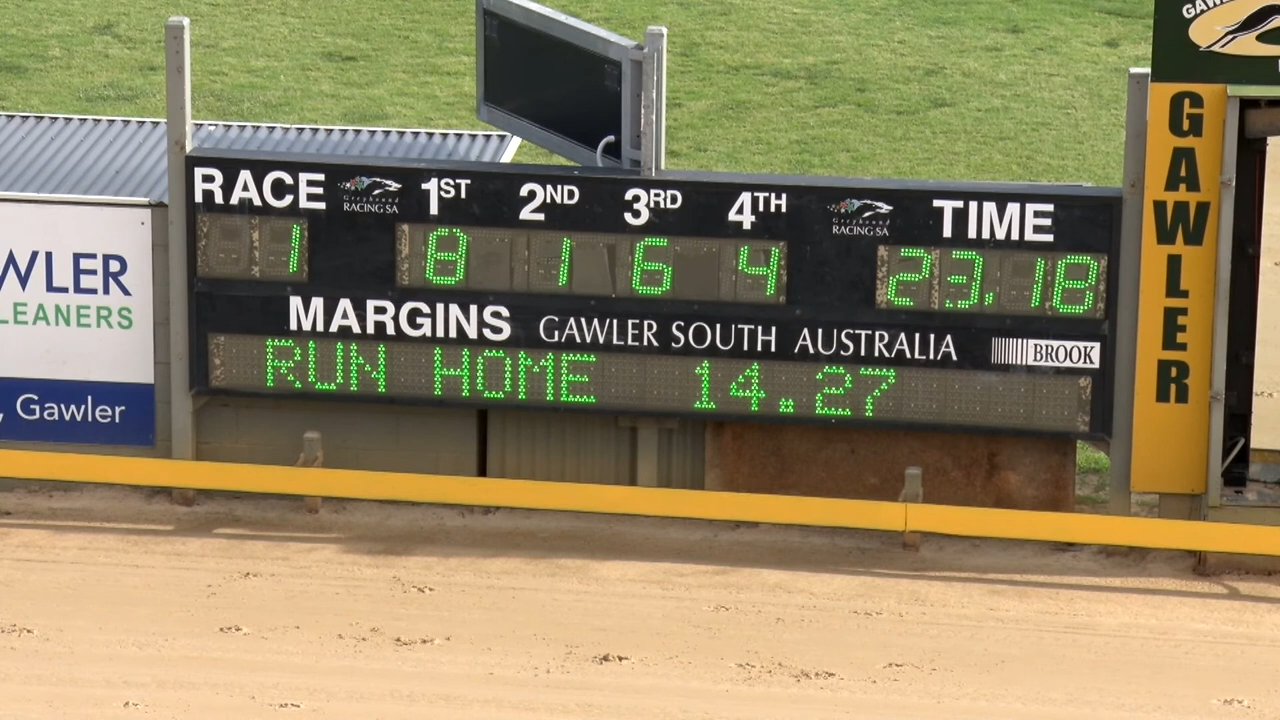 GAWL
RACE
Greyhound
RACING SA
1ST
2ND
3RD
4TH
Greyhound
RACING SA
TIME
1
8
1
6
4
23.18
MARGINS
GAWLER SOUTH AUSTRALIA
BROOK
RUN HOME 14.27
WLER
LEANERS
, Gawler
GAWLER